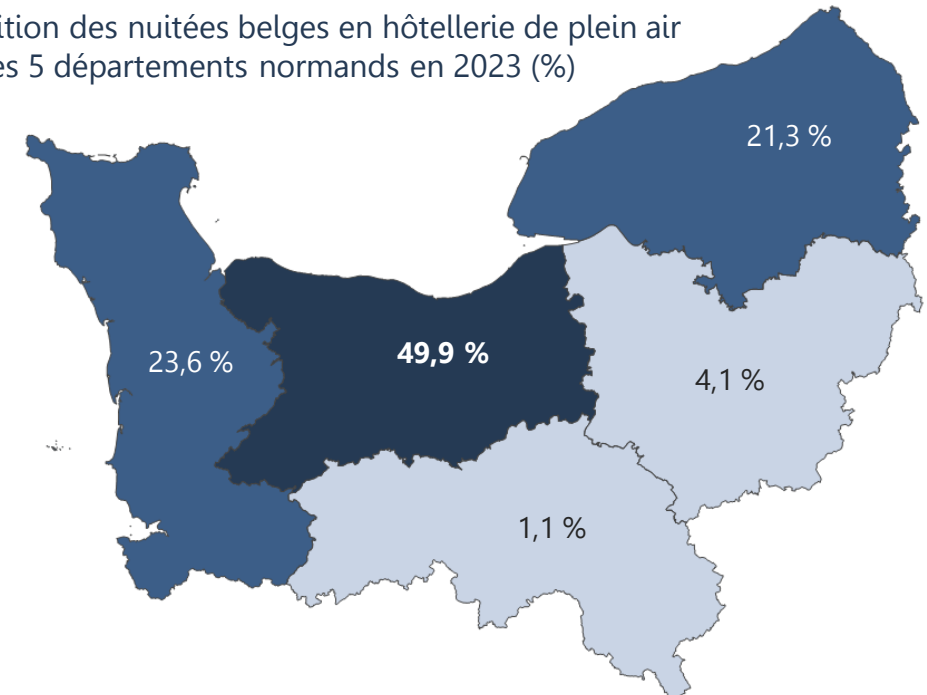 ition des nuitées belges en hôtellerie de plein air
es 5 départements normands en 2023 (%)
21,3 %
49,9 %
23,6 %
4,1 %
1,1 %